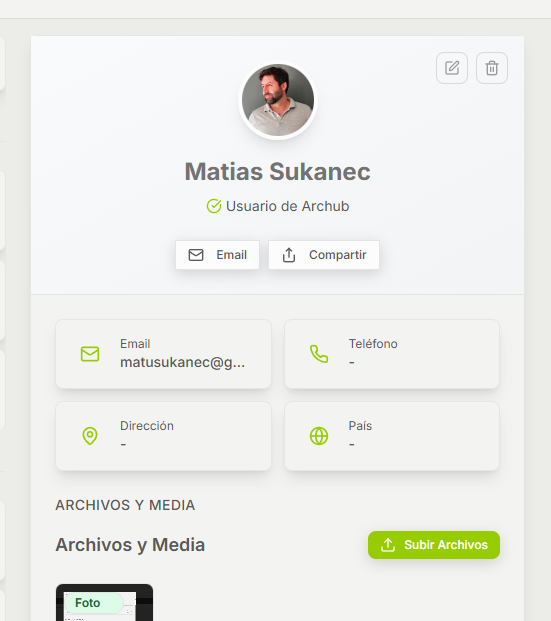 Matias Sukanec
Usuario de Archub
Email
Compartir
Email
matusukanec@g...
Teléfono
-
Dirección
-
País
-
ARCHIVOS Y MEDIA
Archivos y Media
Subir Archivos
Foto